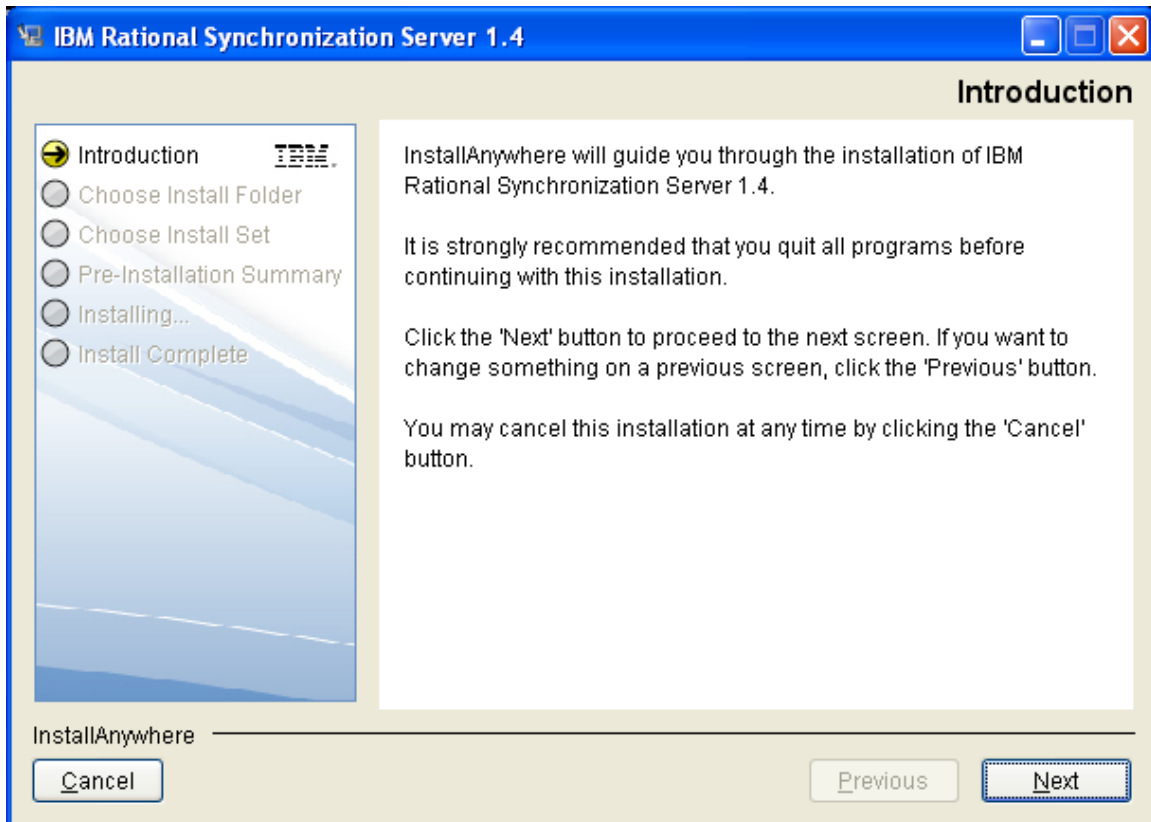 IBM Rational Synchronization Server 1.4
Introduction
Introduction IBM.
Choose Install Folder
Choose Install Set
Pre-Installation Summary
Installing...
Install Complete
InstallAnywhere will guide you through the installation of IBM
Rational Synchronization Server 1.4.
It is strongly recommended that you quit all programs before
continuing with this installation.
Click the 'Next' button to proceed to the next screen. If you want to
change something on a previous screen, click the 'Previous' button.
You may cancel this installation at any time by clicking the 'Cancel'
button.
InstallAnywhere
Cancel Previous Next